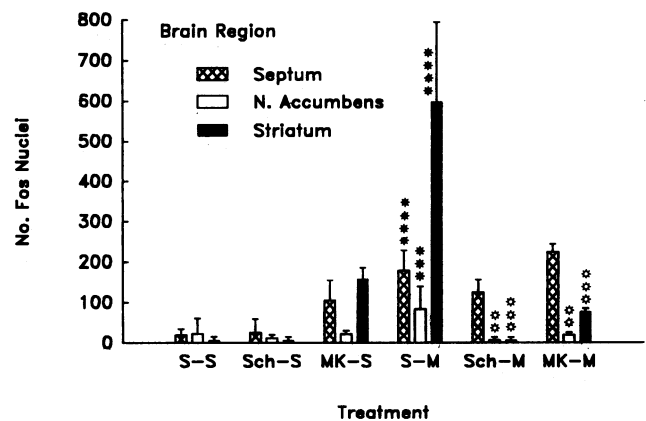 800
700
600
500
400
300
200
100
0
No. Fos Nuclei
Brain Region
Septum
N. Accumbens
Striatum
S-S Sch-S MK-S S-M Sch-M MK-M
Treatment